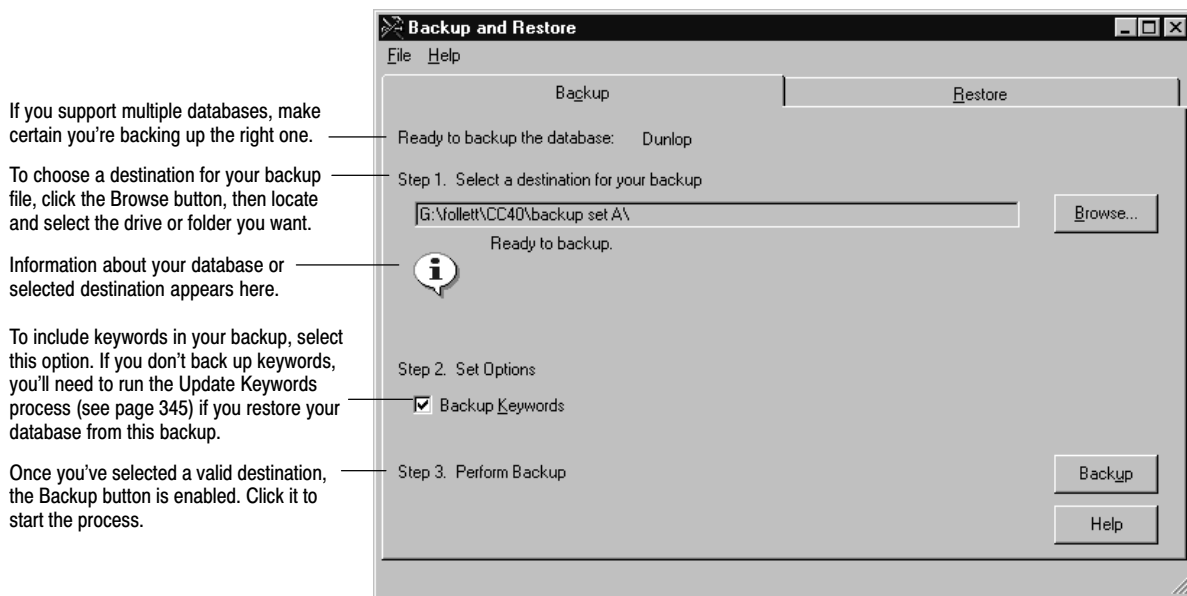 Backup and Restore
File Help
Backup
Restore
If you support multiple databases, make
certain you're backing up the right one.
Ready to backup the database: Dunlop
To choose a destination for your backup
file, click the Browse button, then locate
and select the drive or folder you want.
Step 1. Select a destination for your backup
G:\follett\CC40\backup set A\
Browse...
Ready to backup.
Information about your database or
selected destination appears here.
To include keywords in your backup, select
this option. If you don't back up keywords,
you'll need to run the Update Keywords
process (see page 345) if you restore your
database from this backup.
Step 2. Set Options
Backup Keywords
Once you've selected a valid destination,
the Backup button is enabled. Click it to
start the process.
Step 3. Perform Backup
Backup
Help